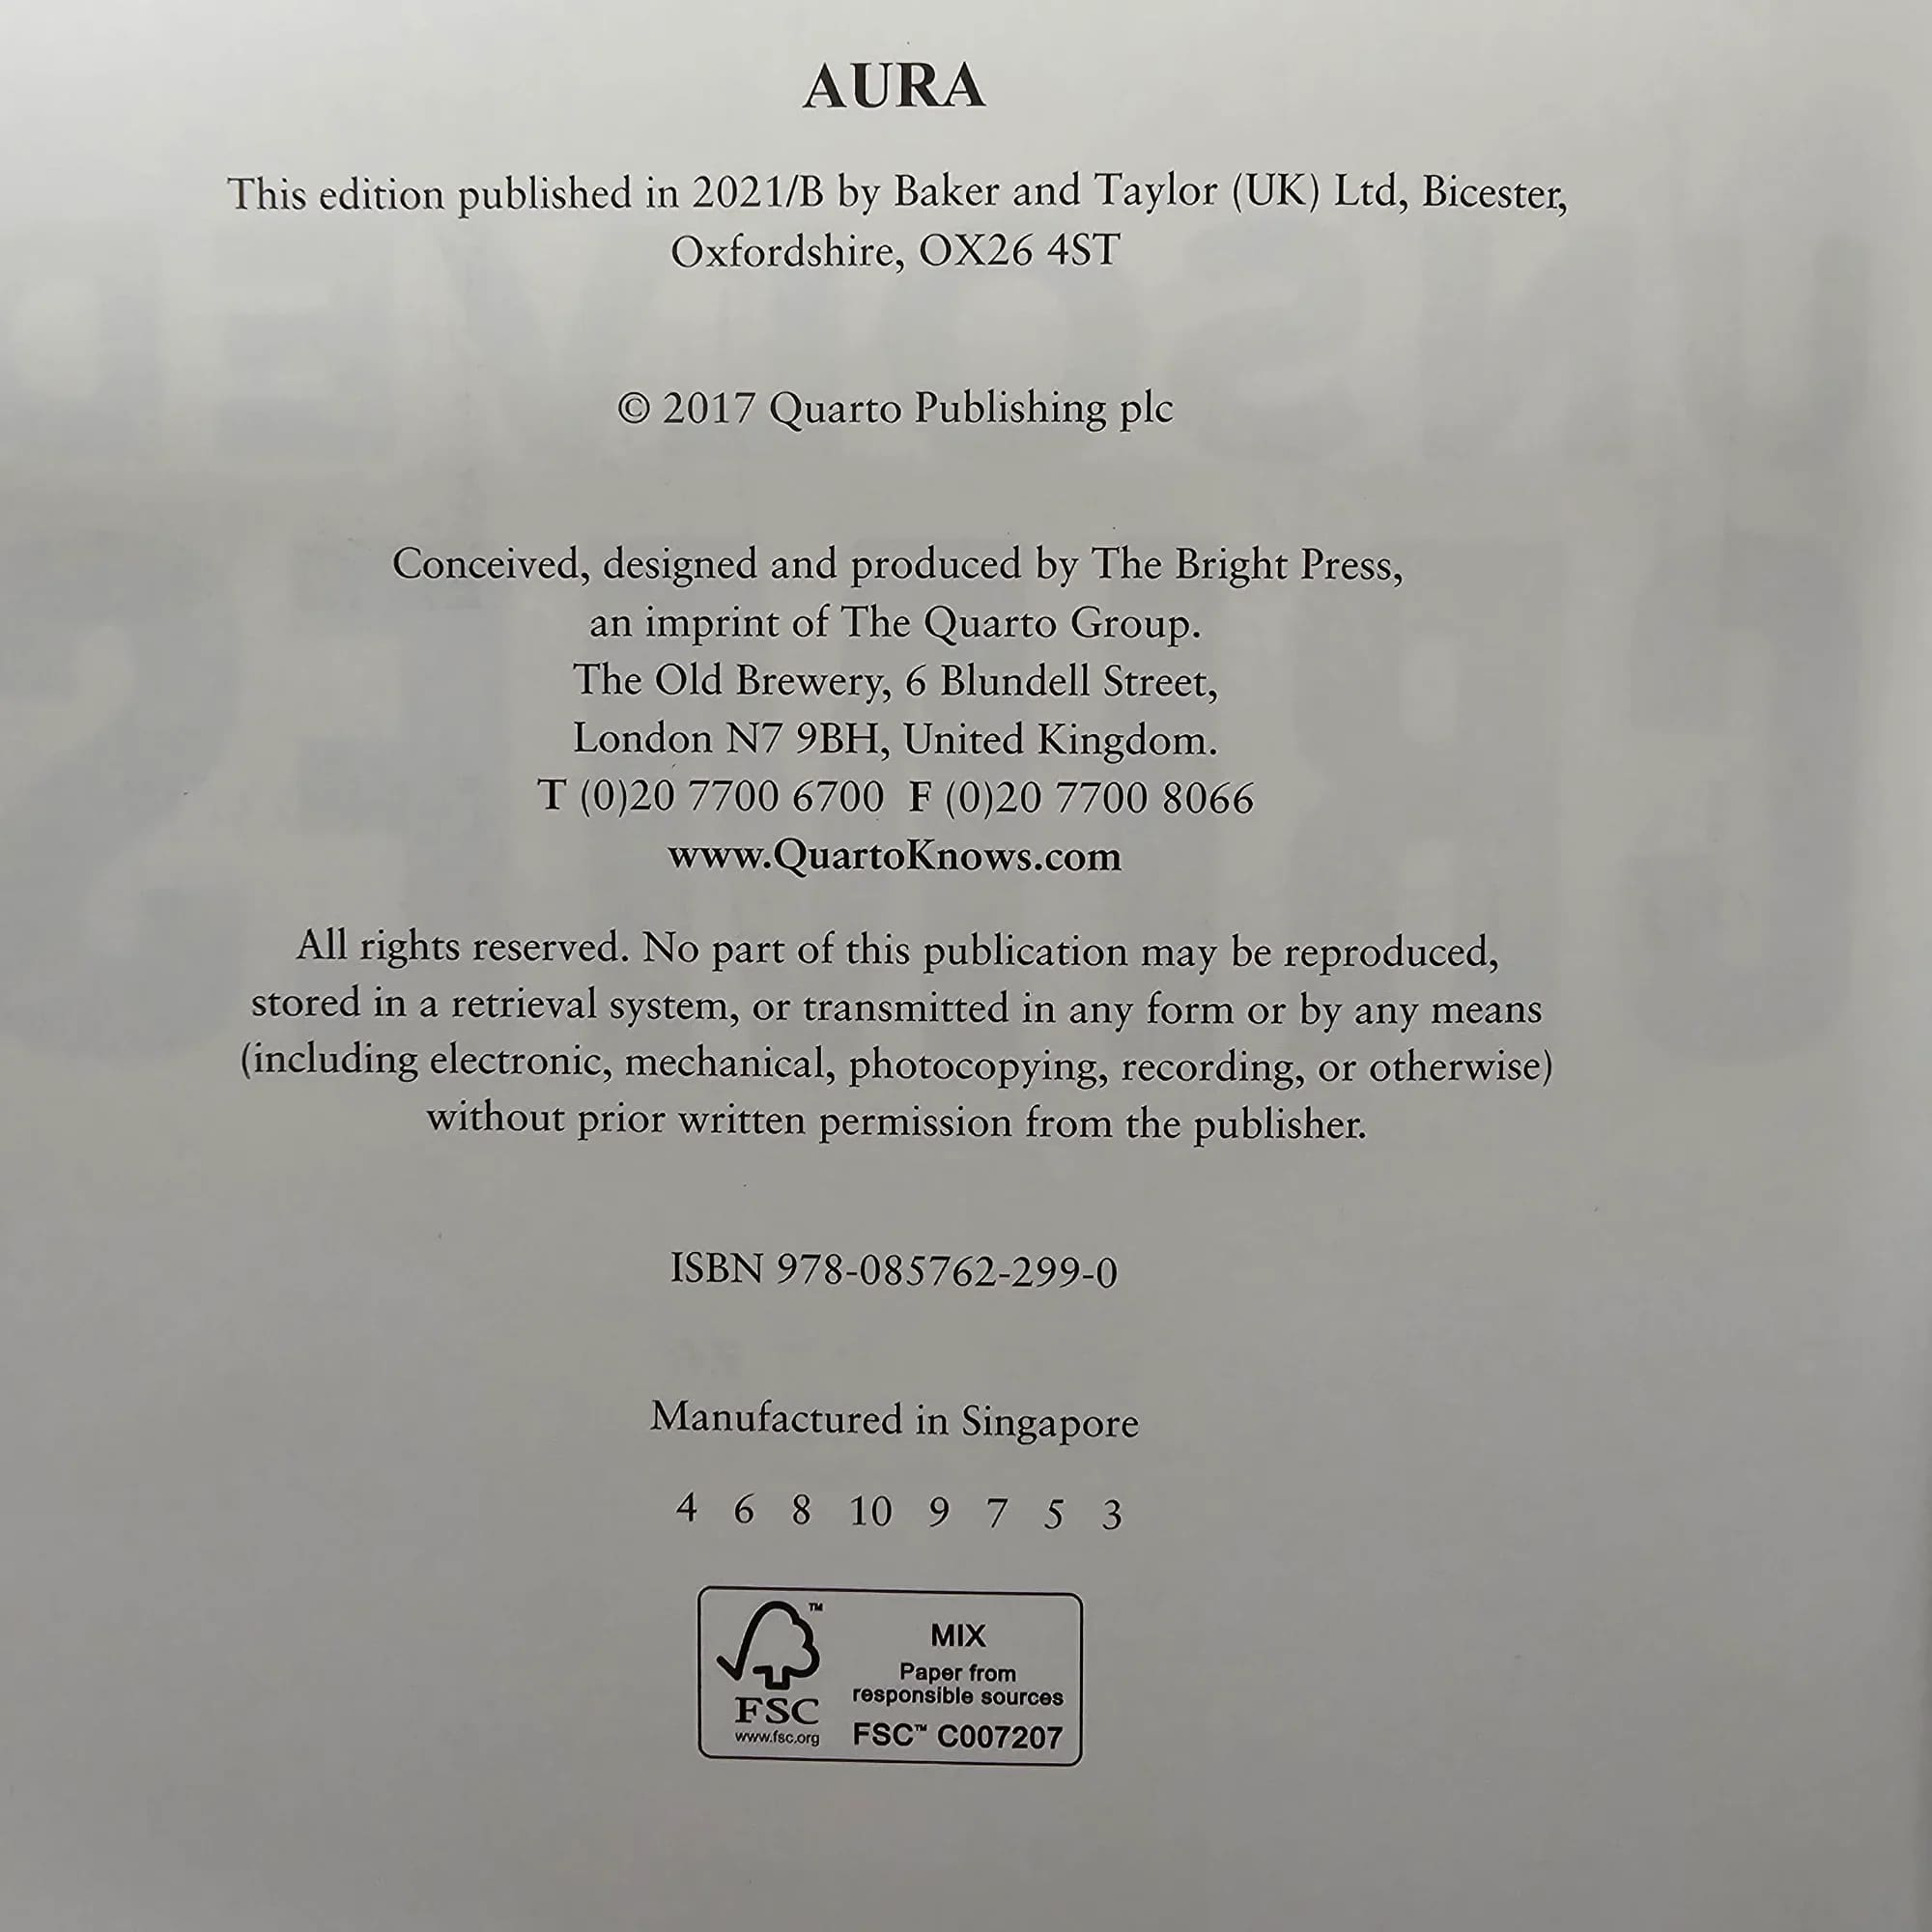 AURA
This edition published in 2021/B by Baker and Taylor (UK) Ltd, Bicester,
Oxfordshire, OX26 4ST
© 2017 Quarto Publishing plc
Conceived, designed and produced by The Bright Press,
an imprint of The Quarto Group.
The Old Brewery, 6 Blundell Street,
London N7 9BH, United Kingdom.
T (0)20 7700 6700 F (0)20 7700 8066
www.QuartoKnows.com
All rights reserved. No part of this publication may be reproduced,
stored in a retrieval system, or transmitted in any form or by any means
(including electronic, mechanical, photocopying, recording, or otherwise)
without prior written permission from the publisher.
ISBN 978-085762-299-0
Manufactured in Singapore
4 6 8 10 9 7 5 3
FSC
www.fsc.org
™
MIX
Paper from
responsible sources
FSC™ C007207